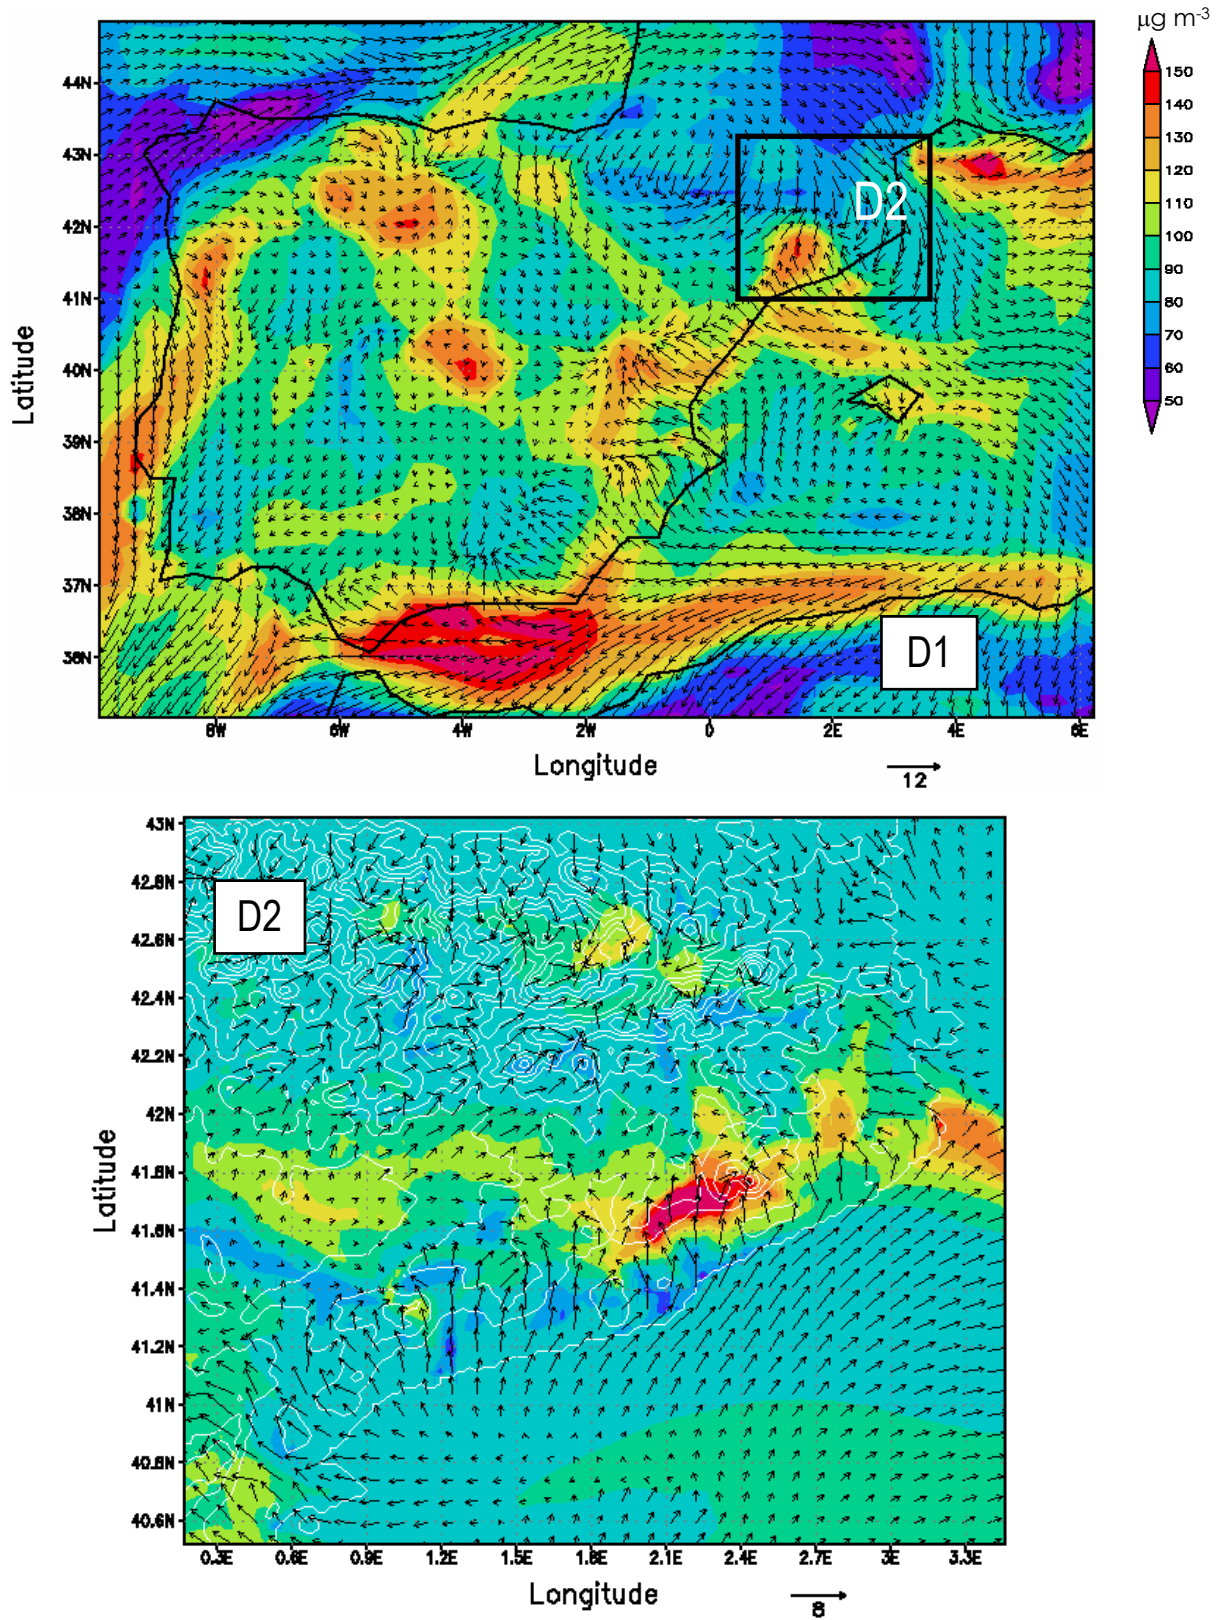 µg m-3
44N
43N
42N
41N
40N
39N
38N
37N
36N
Latitude
D2
D1
150
140
130
120
110
100
90
80
70
60
50
8W 6W 4W 2W 0 2E 4E 6E
Longitude
12
43N
42.8N
42.6N
42.4N
42.2N
42N
41.8N
41.6N
41.4N
41.2N
41N
40.8N
40.6N
Latitude
D2
0.3E 0.6E 0.9E 1.2E 1.5E 1.8E 2.1E 2.4E 2.7E 3E 3.3E
Longitude
8